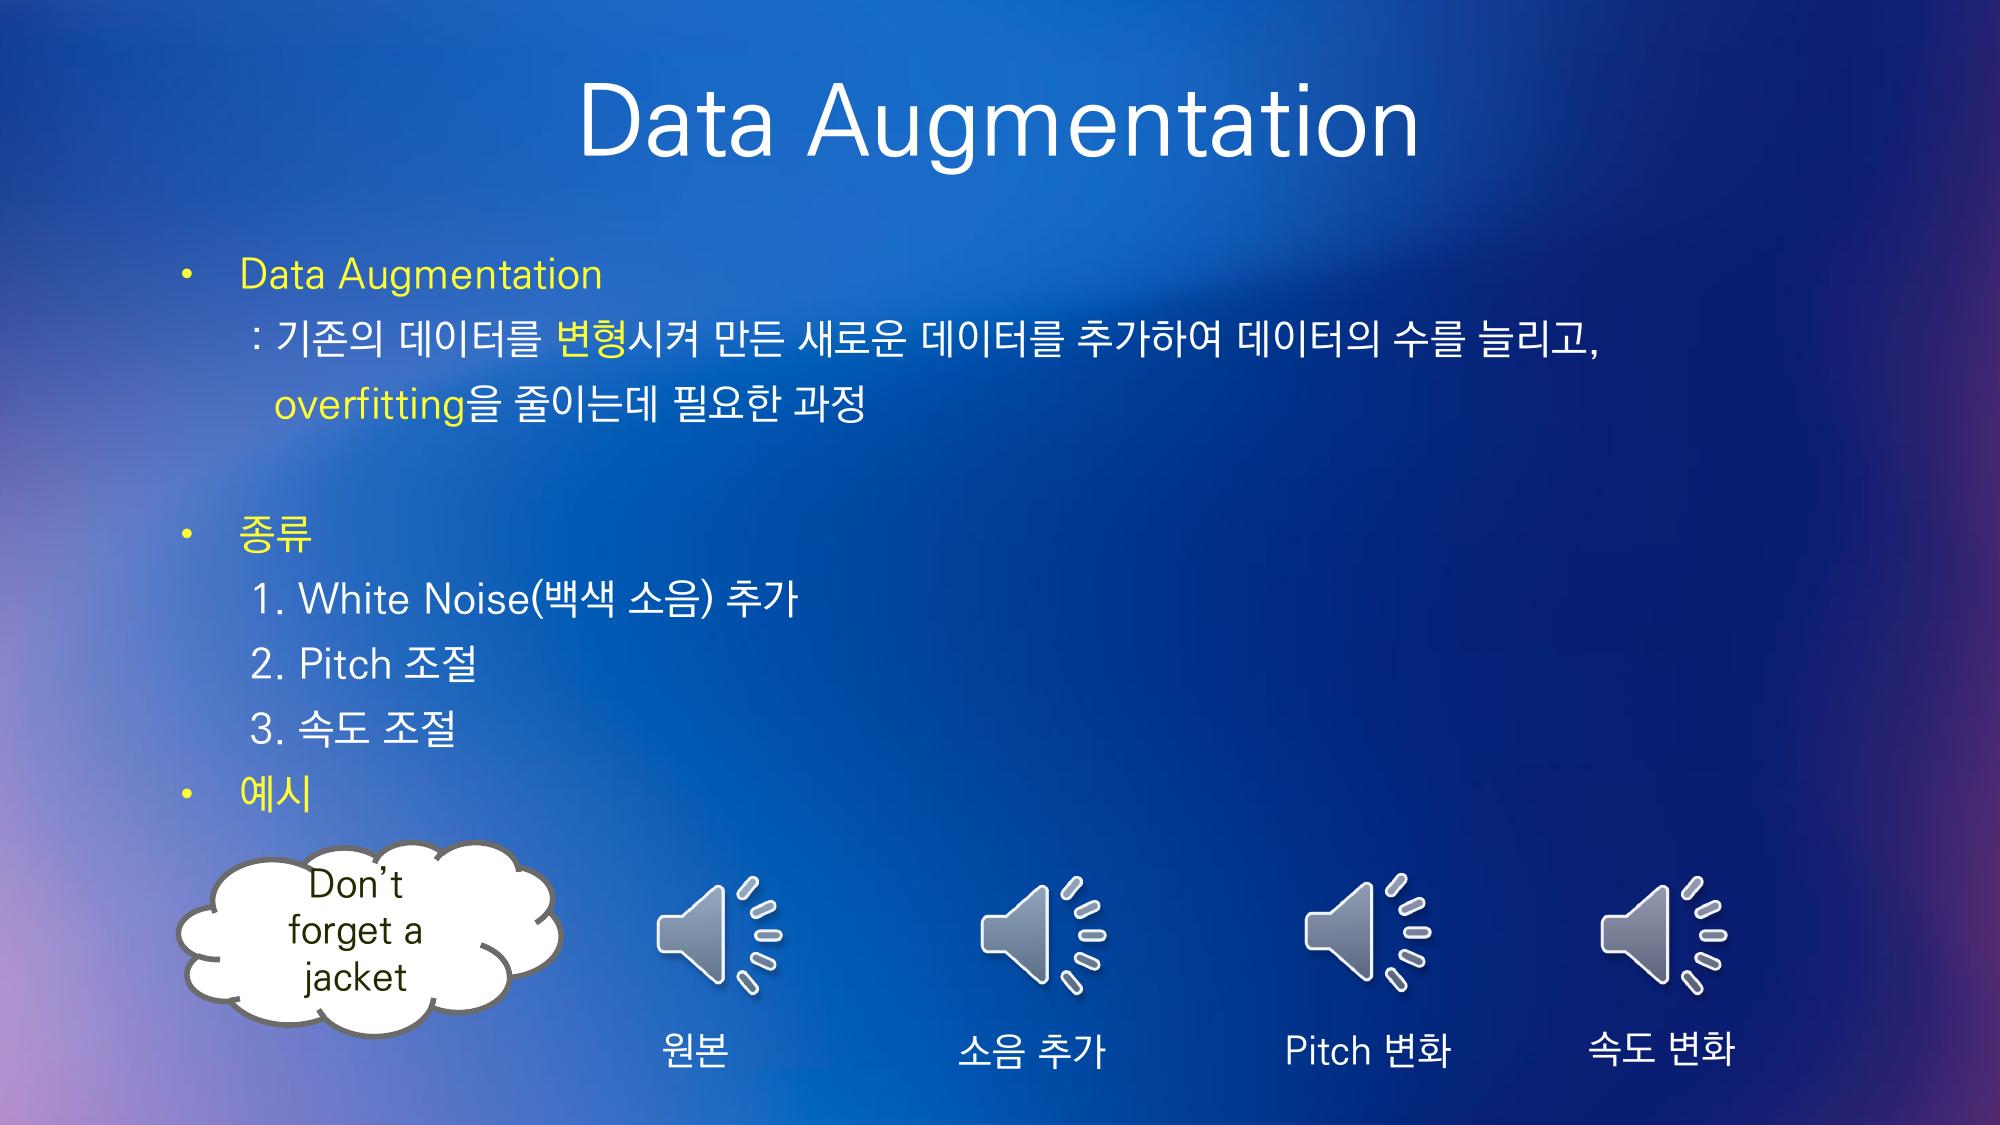 Data Augmentation
• Data Augmentation
: 기존의 데이터를 변형시켜 만든 새로운 데이터를 추가하여 데이터의 수를 늘리고,
overfitting을 줄이는데 필요한 과정
• 종류
1. White Noise(백색 소음) 추가
2. Pitch 조절
3. 속도 조절
• 예시
Don’t
forget a
jacket
원본
소음 추가
Pitch 변화
속도 변화